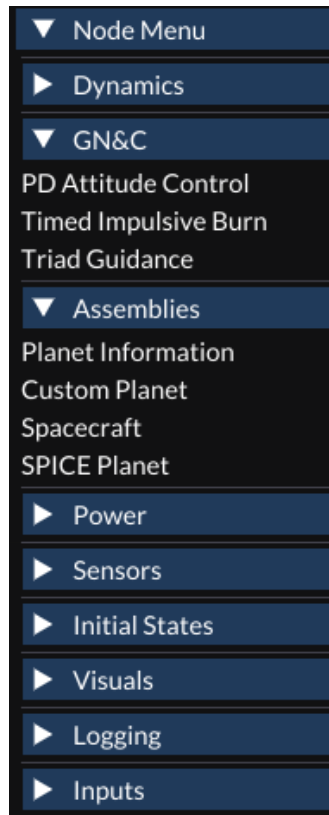 Node Menu
Dynamics
GN&C
PD Attitude Control
Timed Impulsive Burn
Triad Guidance
Assemblies
Planet Information
Custom Planet
Spacecraft
SPICE Planet
Power
Sensors
Initial States
Visuals
Logging
Inputs